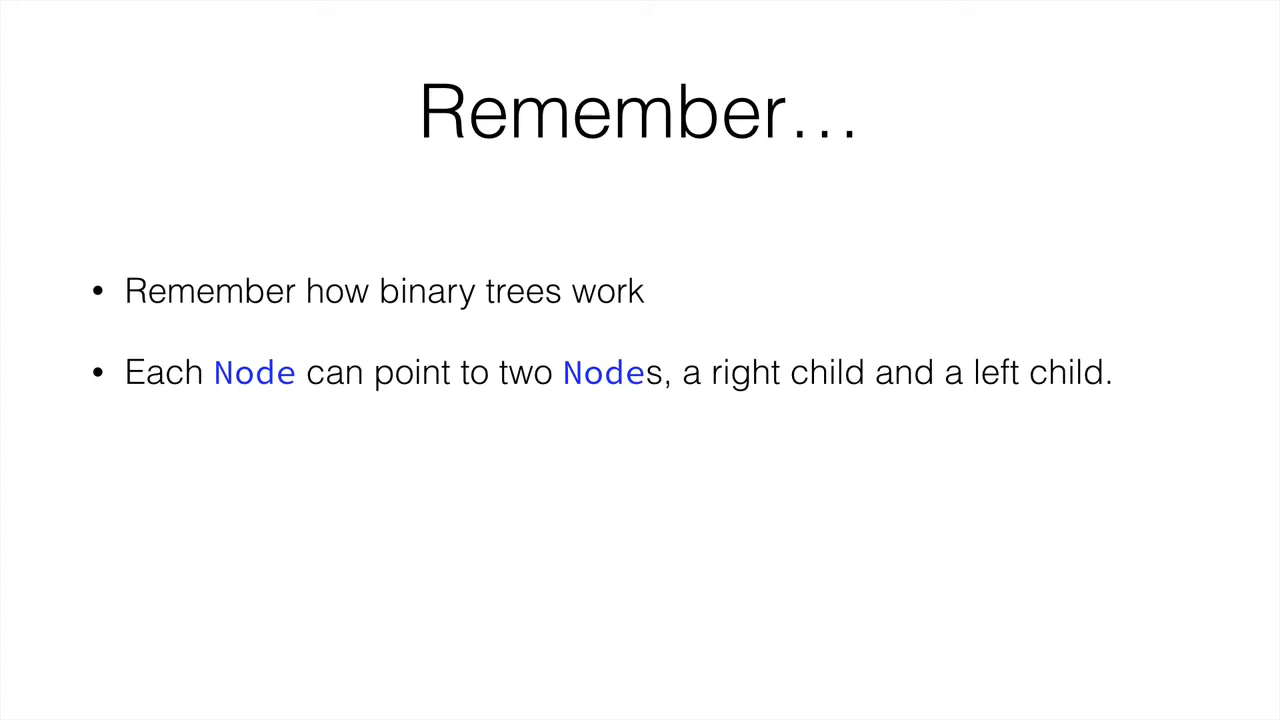 Remember…
• Remember how binary trees work
• Each Node can point to two Nodes, a right child and a left child.